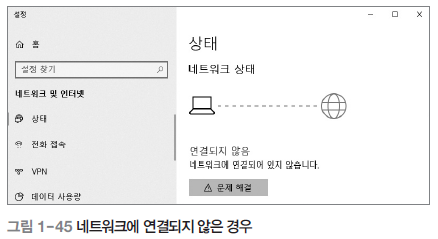 설정
홈
설정 찾기
네트워크 및 인터넷
상태
전화 접속
VPN
데이터 사용량
상태
네트워크 상태
연결되지 않음
네트워크에 연결되어 있지 않습니다.
문제 해결
그림 1-45 네트워크에 연결되지 않은 경우